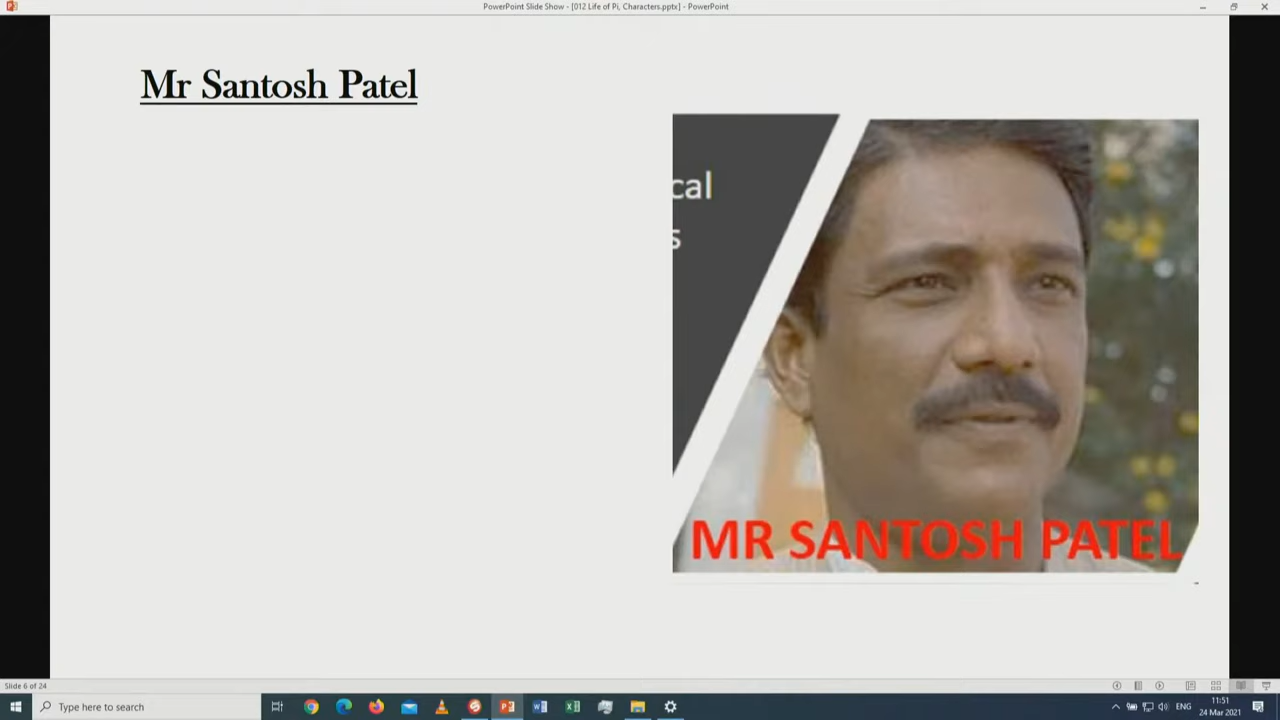 PowerPoint Slide Show - [012 Life of Pi, Characters.pptx] - PowerPoint
Mr Santosh Patel
cal
s
MR SANTOSH PATEL
Slide 6 of 24
Type here to search
ENG
11:51
24 Mar 2021